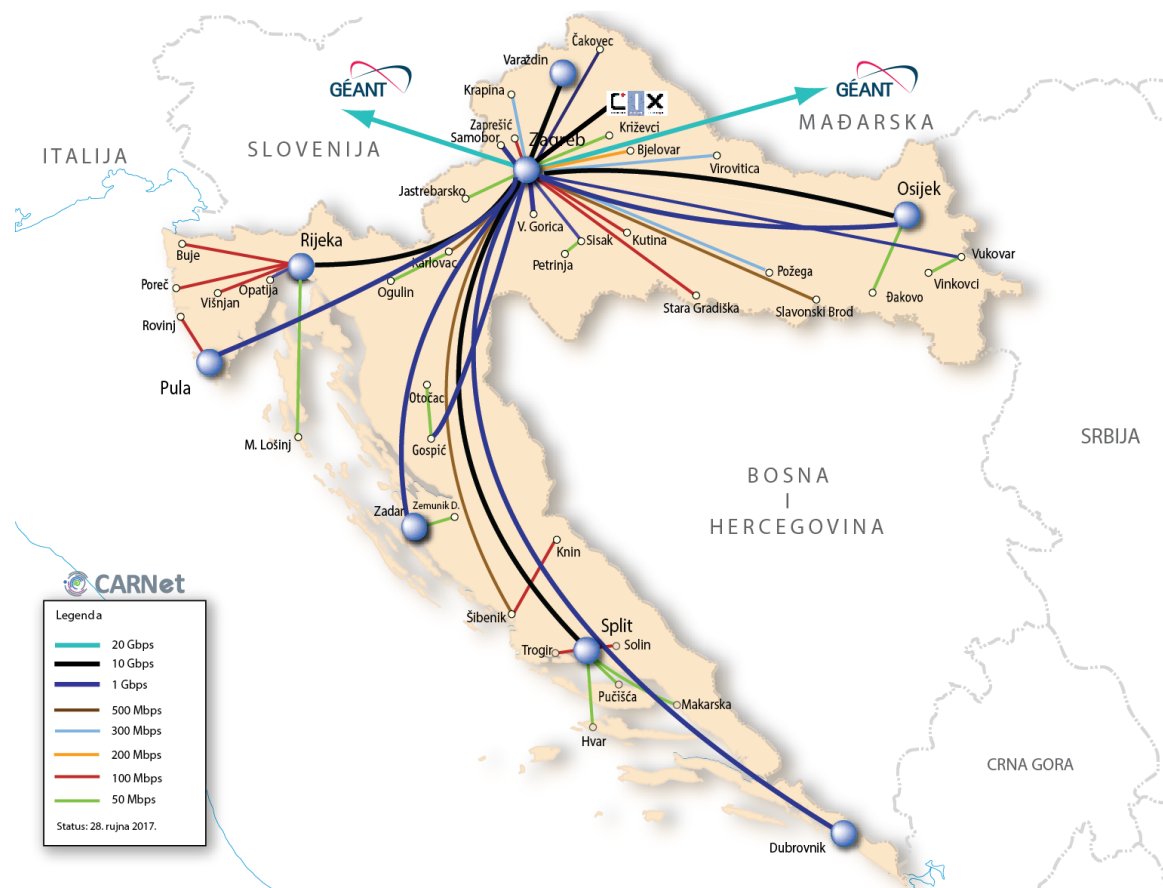 GÉANT
GÉANT
ITALIJA
SLOVENIJA
MAĐARSKA
SRBIJA
BOSNA
I
HERCEGOVINA
CRNA GORA
Čakovec
Varaždin
Krapina
CIX
Zaprešić
Samobor
Zagreb
Križevci
Bjelovar
Virovitica
Jastrebarsko
Osijek
V. Gorica
Sisak
Kutina
Petrinja
Vukovar
Vinkovci
Đakovo
Požega
Slavonski Brod
Stara Gradiška
Karlovac
Ogulin
Rijeka
Buje
Opatija
Poreč
Višnjan
Rovinj
Pula
M. Lošinj
Otočac
Gospić
Zadar
Zemunik D.
Knin
Šibenik
Split
Trogir
Solin
Pučišća
Makarska
Hvar
Dubrovnik
CARNet
Legenda
20 Gbps
10 Gbps
1 Gbps
500 Mbps
300 Mbps
200 Mbps
100 Mbps
50 Mbps
Status: 28. rujna 2017.